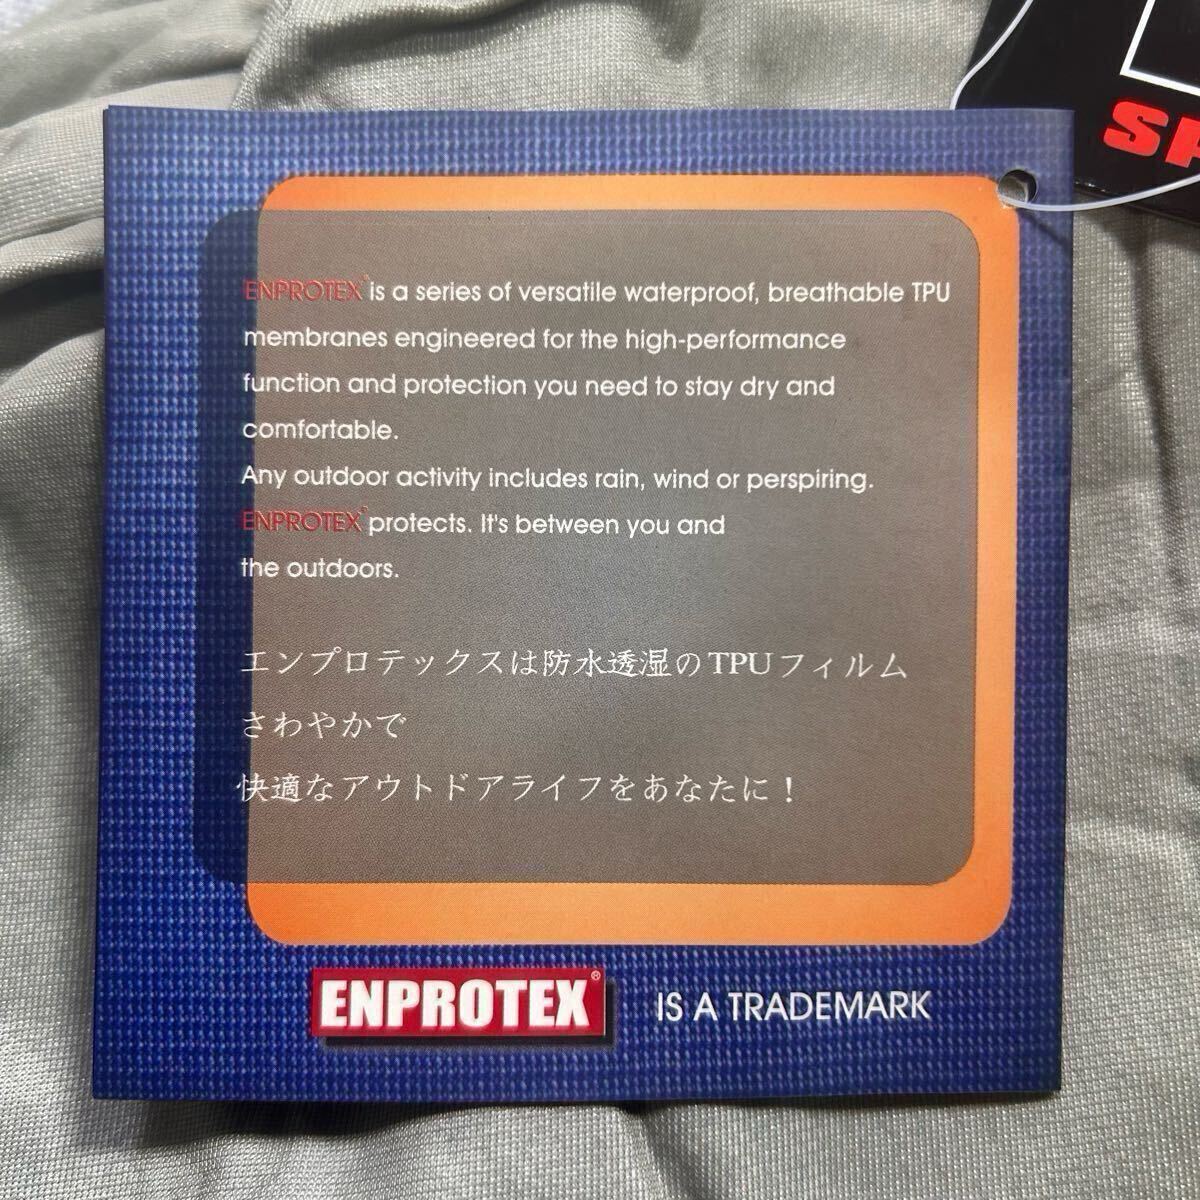 ENPROTEX® is a series of versatile waterproof, breathable TPU
membranes engineered for the high-performance
function and protection you need to stay dry and
comfortable.
Any outdoor activity includes rain, wind or perspiring.
ENPROTEX® protects. It's between you and
the outdoors.
エンプロテックスは防水透湿のTPUフィルム
さわやかで
快適なアウトドアライフをあなたに！
ENPROTEX® IS A TRADEMARK